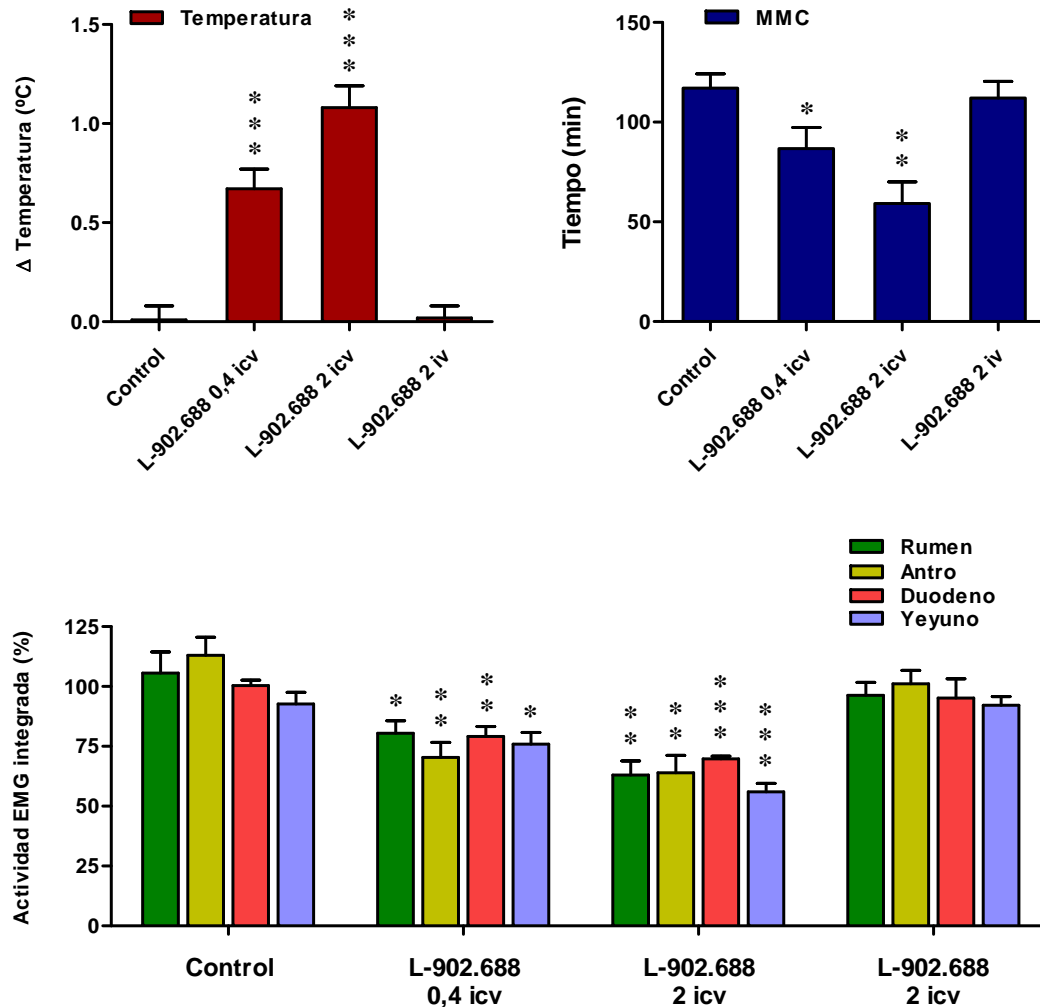 Temperatura
Δ Temperatura (ºC)
1.5
1.0
0.5
0.0
***
***
Control
L-902.688 0,4 icv
L-902.688 2 icv
L-902.688 2 iv
MMC
Tiempo (min)
150
100
50
0
*
**
Control
L-902.688 0,4 icv
L-902.688 2 icv
L-902.688 2 iv
Rumen
Antro
Duodeno
Yeyuno
Actividad EMG integrada (%)
125
100
75
50
25
0
* ** ** *
** ** *** ***
Control
L-902.688
0,4 icv
L-902.688
2 icv
L-902.688
2 icv